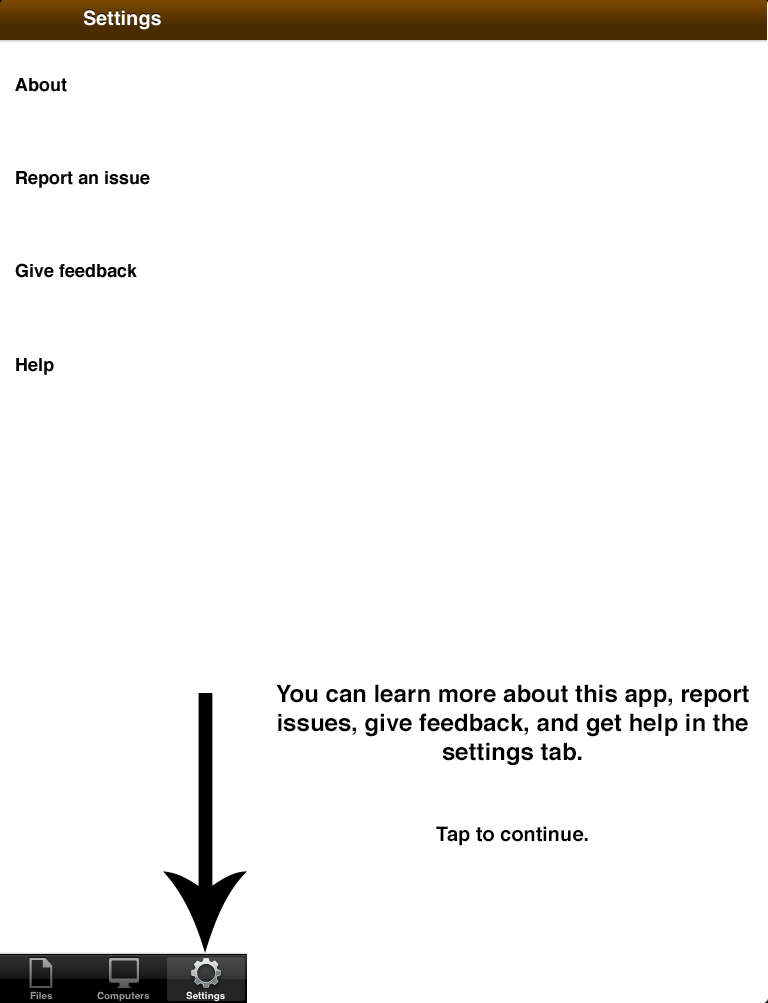 Settings
About
Report an issue
Give feedback
Help
You can learn more about this app, report
issues, give feedback, and get help in the
settings tab.
Tap to continue.
Files
Computers
Settings